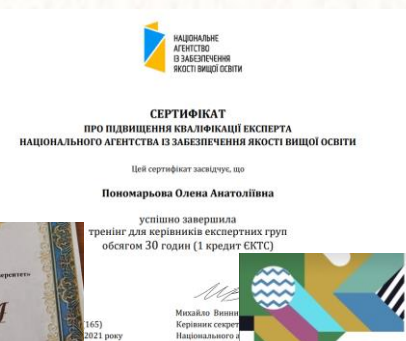 НАЦІОНАЛЬНЕ
АГЕНТСТВО
ІЗ ЗАБЕЗПЕЧЕННЯ
ЯКОСТІ ВИЩОЇ ОСВІТИ
СЕРТИФІКАТ
ПРО ПІДВИЩЕННЯ КВАЛІФІКАЦІЇ ЕКСПЕРТА
НАЦІОНАЛЬНОГО АГЕНТСТВА ІЗ ЗАБЕЗПЕЧЕННЯ ЯКОСТІ ВИЩОЇ ОСВІТИ
Цей сертифікат засвідчує, що
Пономарьова Олена Анатоліївна
успішно завершила
тренінг для керівників експертних груп
обсягом 30 годин (1 кредит ЄКТС)
Михайло
(165)
Керівник
2021 року
Національного